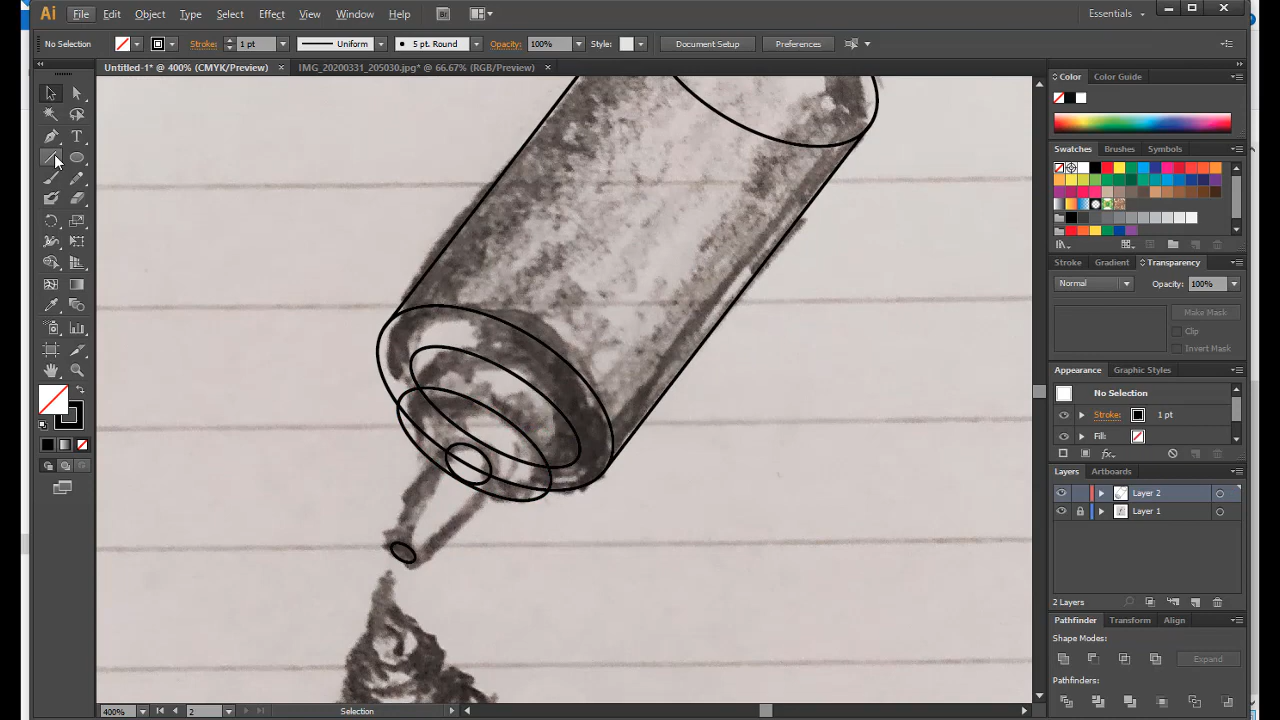 Ai File Edit Object Type Select Effect View Window Help Br Essentials
No Selection Stroke: 1 pt Uniform 5 pt. Round Opacity: 100% Style: Document Setup Preferences
Untitled-1* @ 400% (CMYK/Preview) × IMG_20200331_205030.jpg* @ 66.67% (RGB/Preview) ×
Color Color Guide
Swatches Brushes Symbols
Stroke Gradient Transparency
Normal Opacity: 100%
Make Mask
Clip
Invert Mask
Appearance Graphic Styles
No Selection
Stroke: 1 pt
Fill:
fx
Layers Artboards
Layer 2
Layer 1
2 Layers
Pathfinder Transform Align
Shape Modes:
Expand
Pathfinders:
400% 2 Selection